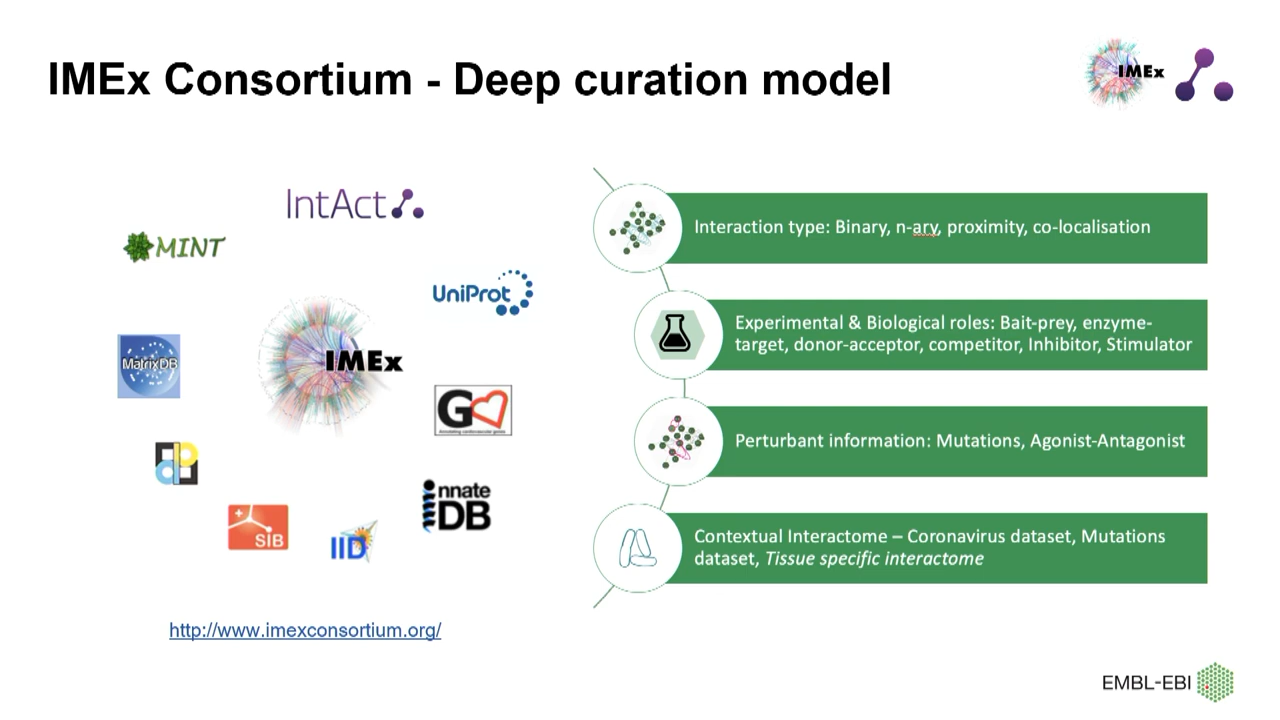 IMEx Consortium - Deep curation model
IMEx
IntAct
MINT
UniProt
MatrixDB
IMEx
GO
SIB
IID
InnateDB
http://www.imexconsortium.org/
Interaction type: Binary, n-ary, proximity, co-localisation
Experimental & Biological roles: Bait-prey, enzyme-
target, donor-acceptor, competitor, Inhibitor, Stimulator
Perturbant information: Mutations, Agonist-Antagonist
Contextual Interactome – Coronavirus dataset, Mutations
dataset, Tissue specific interactome
EMBL-EBI